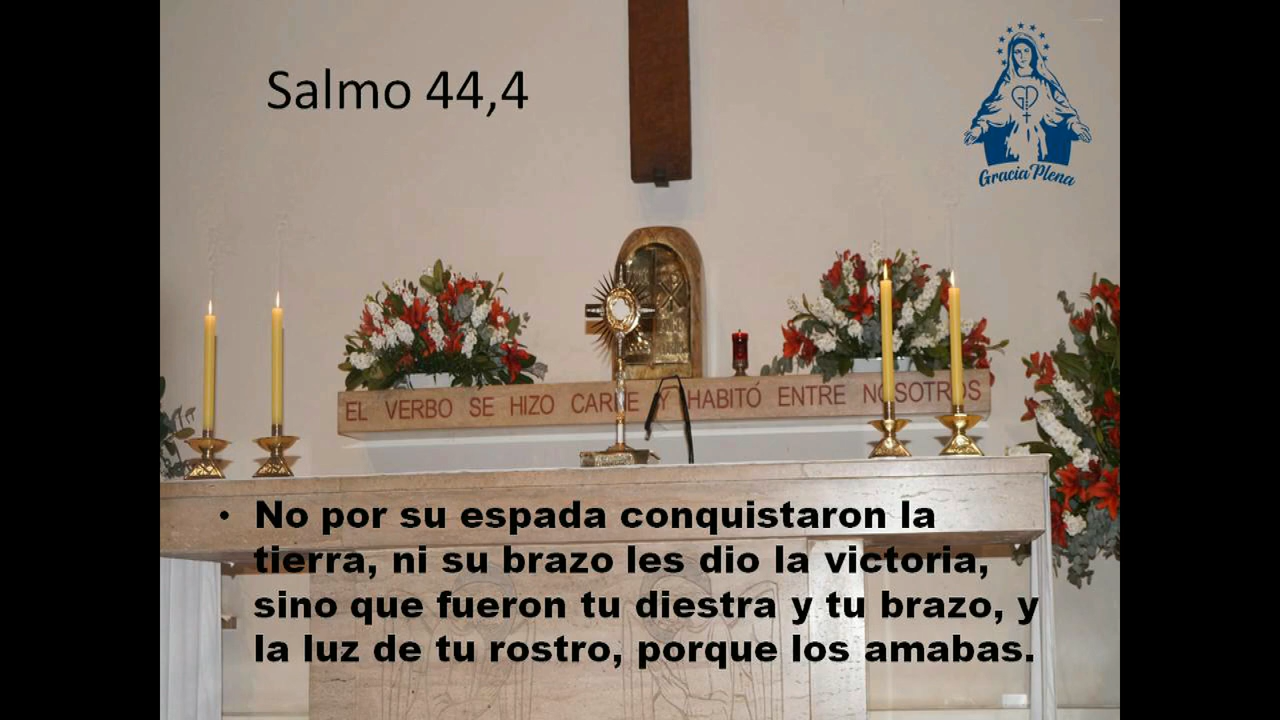 Salmo 44,4
Gracia Plena
EL VERBO SE HIZO CARNE Y HABITÓ ENTRE NOSOTROS
• No por su espada conquistaron la
tierra, ni su brazo les dio la victoria,
sino que fueron tu diestra y tu brazo, y
la luz de tu rostro, porque los amabas.